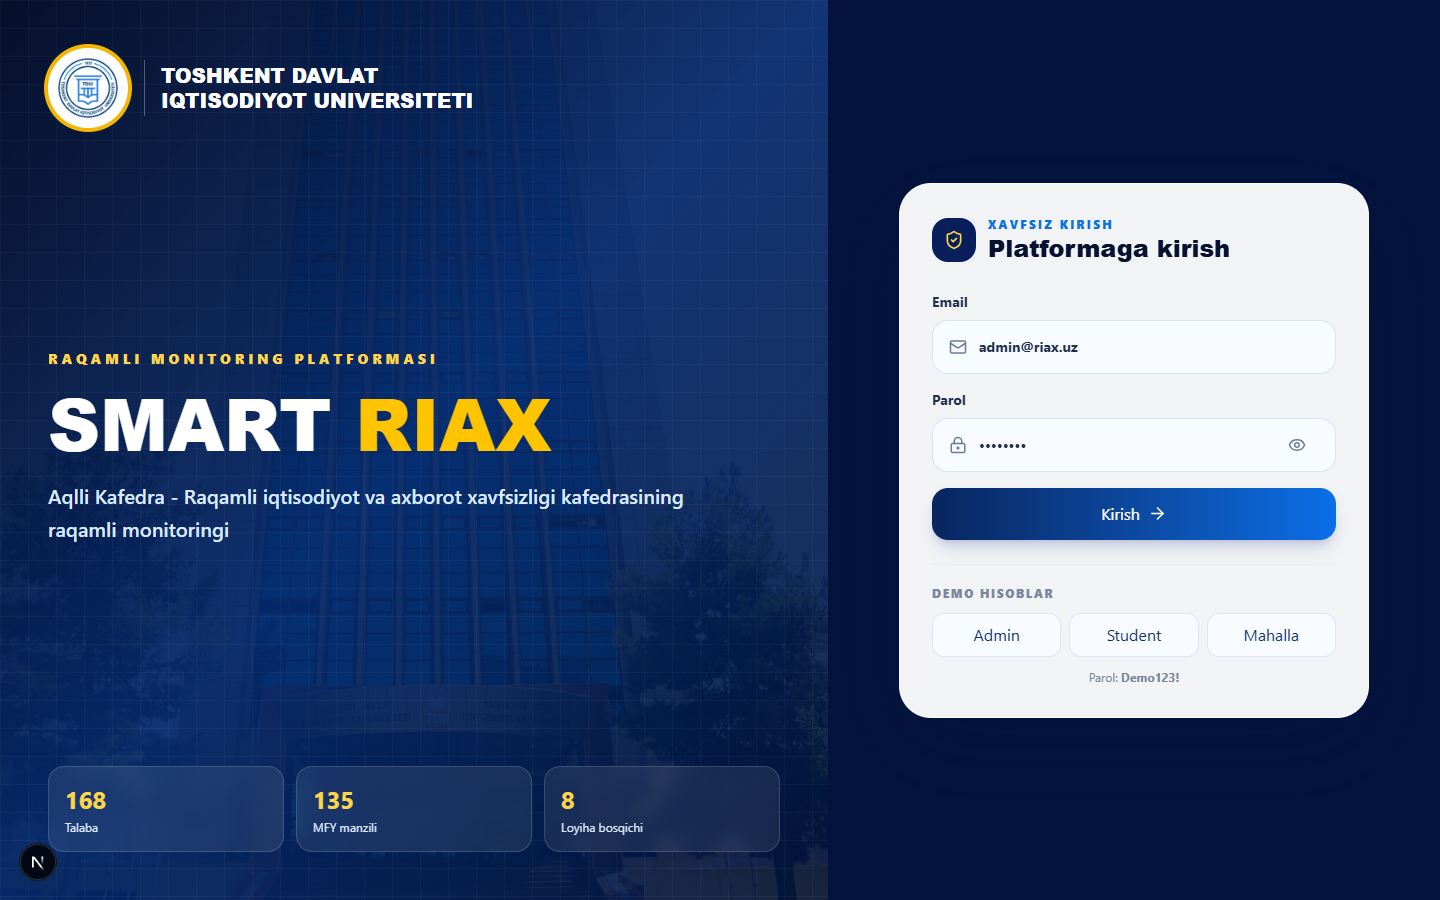 TOSHKENT DAVLAT
IQTISODIYOT UNIVERSITETI
RAQAMLI MONITORING PLATFORMASI
SMART RIAX
Aqlli Kafedra - Raqamli iqtisodiyot va axborot xavfsizligi kafedrasining
raqamli monitoringi
168
Talaba
135
MFY manzili
8
Loyiha bosqichi
N
XAVFSIZ KIRISH
Platformaga kirish
Email
admin@riax.uz
Parol
••••••••
Kirish →
DEMO HISOBLAR
Admin
Student
Mahalla
Parol: Demo123!